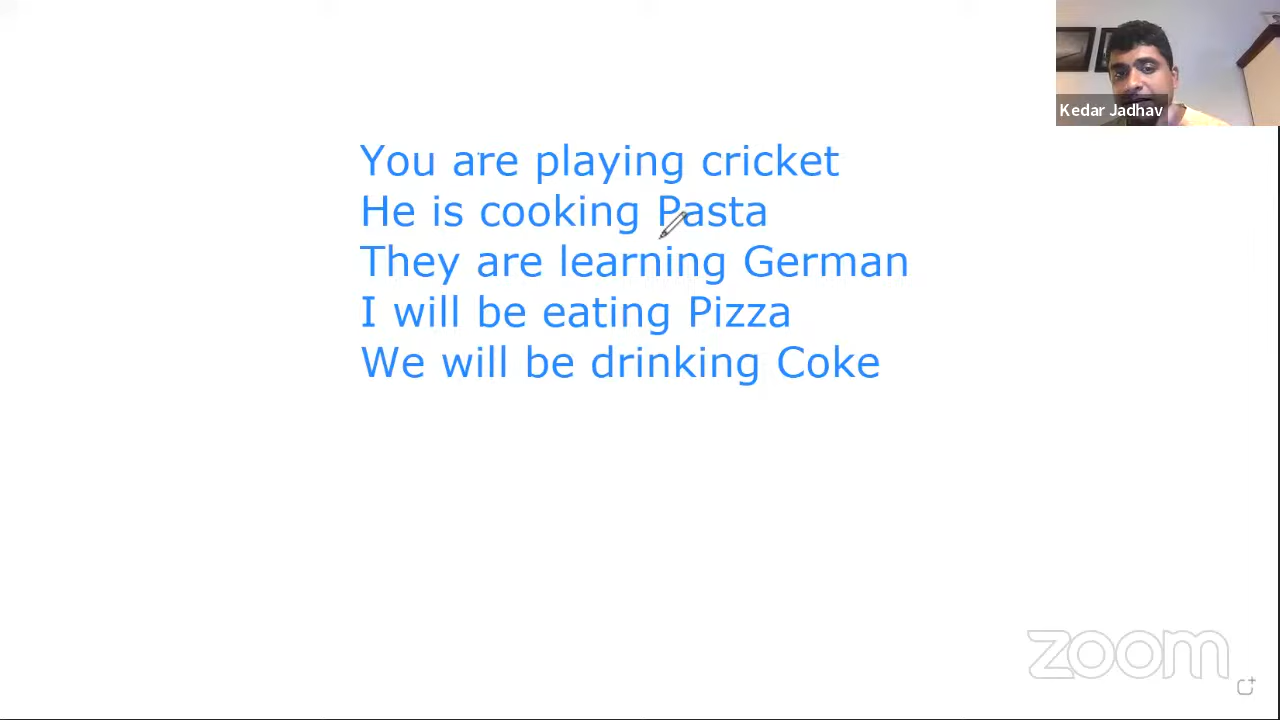 Kedar Jadhav
You are playing cricket
He is cooking Pasta
They are learning German
I will be eating Pizza
We will be drinking Coke
zoom